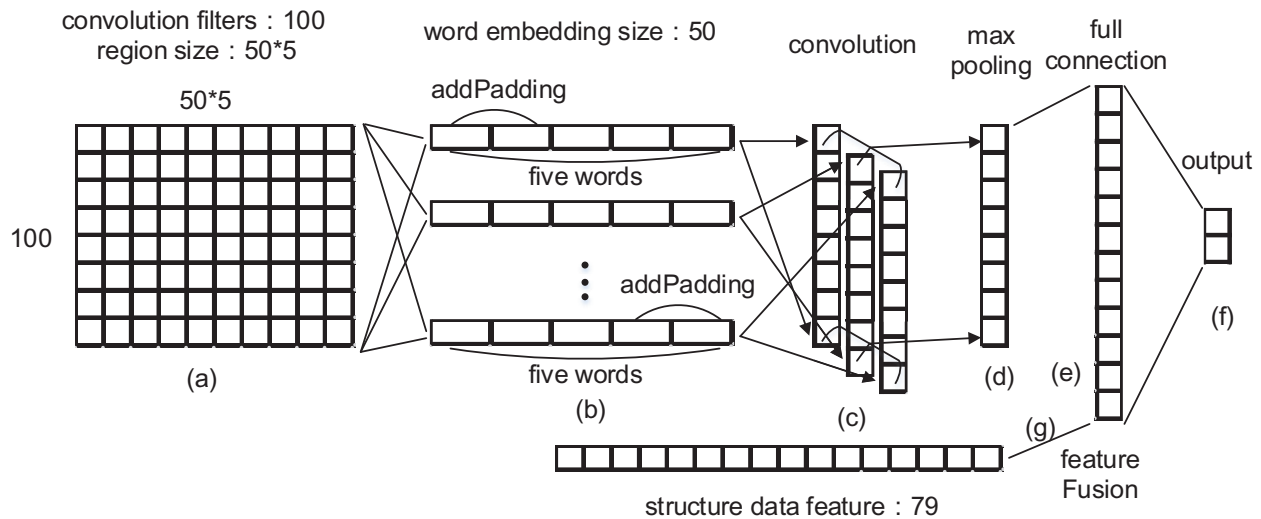 convolution filters : 100
region size : 50*5
word embedding size : 50
convolution
max
pooling
full
connection
50*5
addPadding
five words
output
100
addPadding
five words
(a)
(b)
(c)
(d)
(e)
(f)
(g)
feature
Fusion
structure data feature : 79